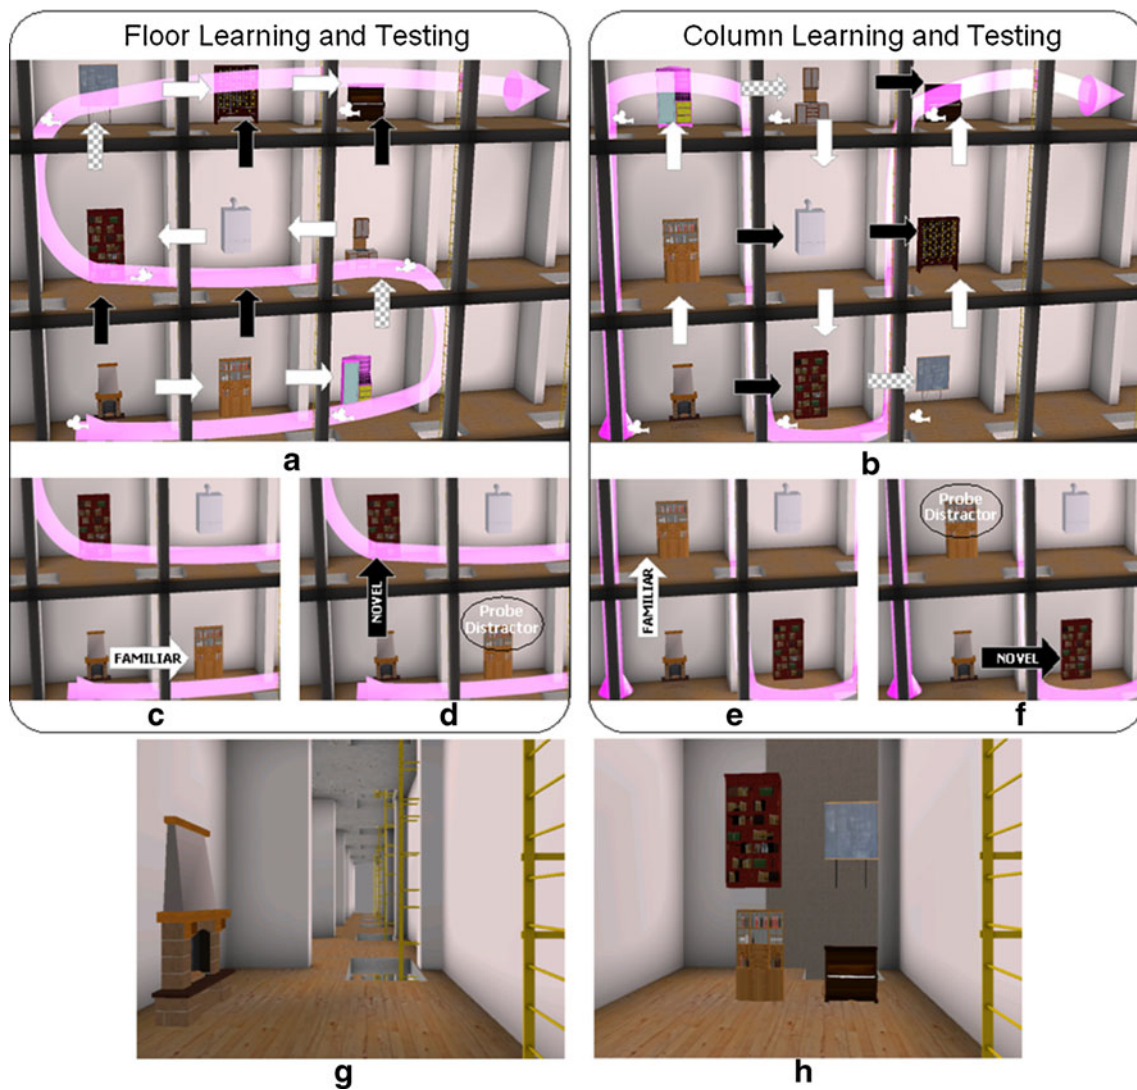 Floor Learning and Testing
Column Learning and Testing
a
b
FAMILIAR
NOVEL
Probe
Distractor
FAMILIAR
Probe
Distractor
NOVEL
c
d
e
f
g
h